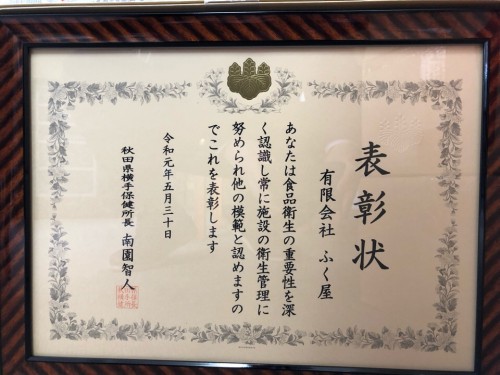 表彰状
有限会社 ふく屋
あなたは食品衛生の重要性を深
く認識し常に施設の衛生管理に
努められ他の模範と認めますの
でこれを表彰します
令和元年五月三十日
秋田県横手保健所長 南園智人